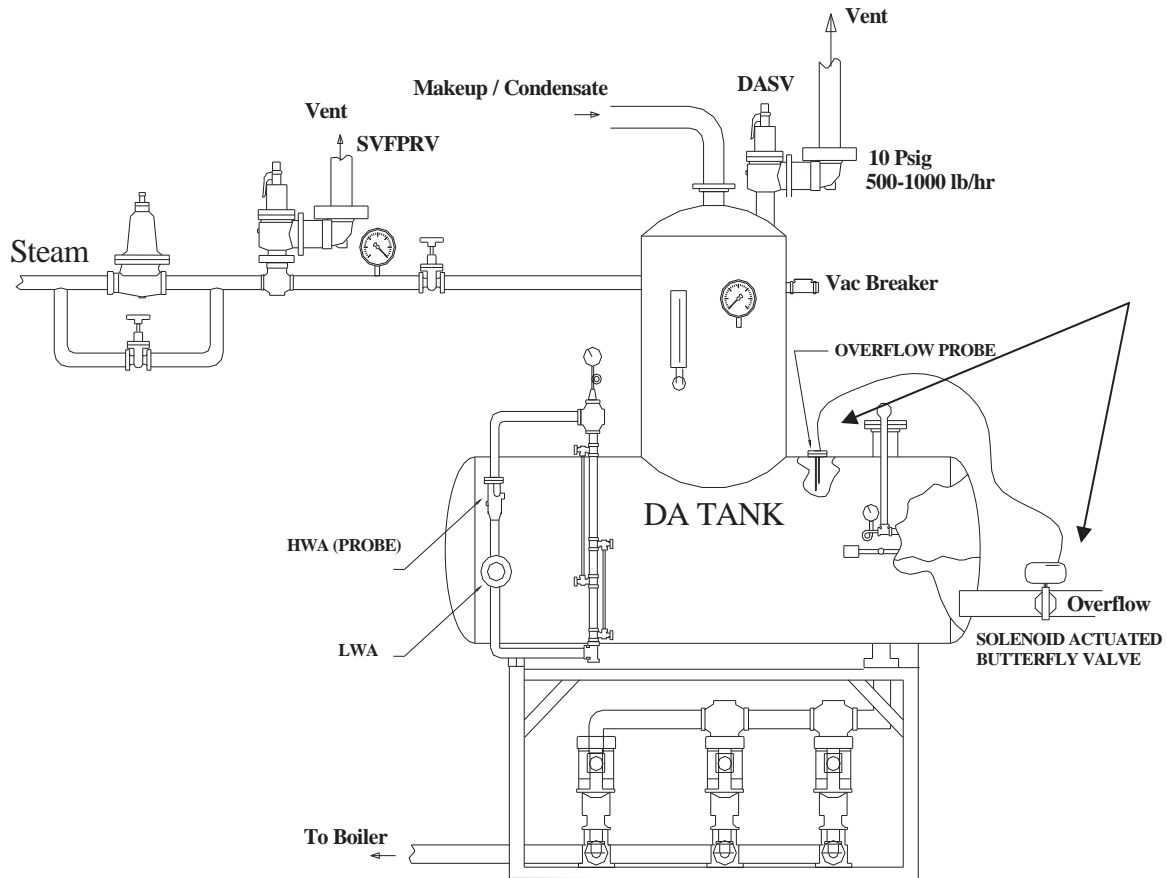 Vent
DASV
Makeup / Condensate
Vent
SVFPRV
10 Psig
500-1000 lb/hr
Steam
Vac Breaker
OVERFLOW PROBE
DA TANK
HWA (PROBE)
Overflow
LWA
SOLENOID ACTUATED
BUTTERFLY VALVE
To Boiler